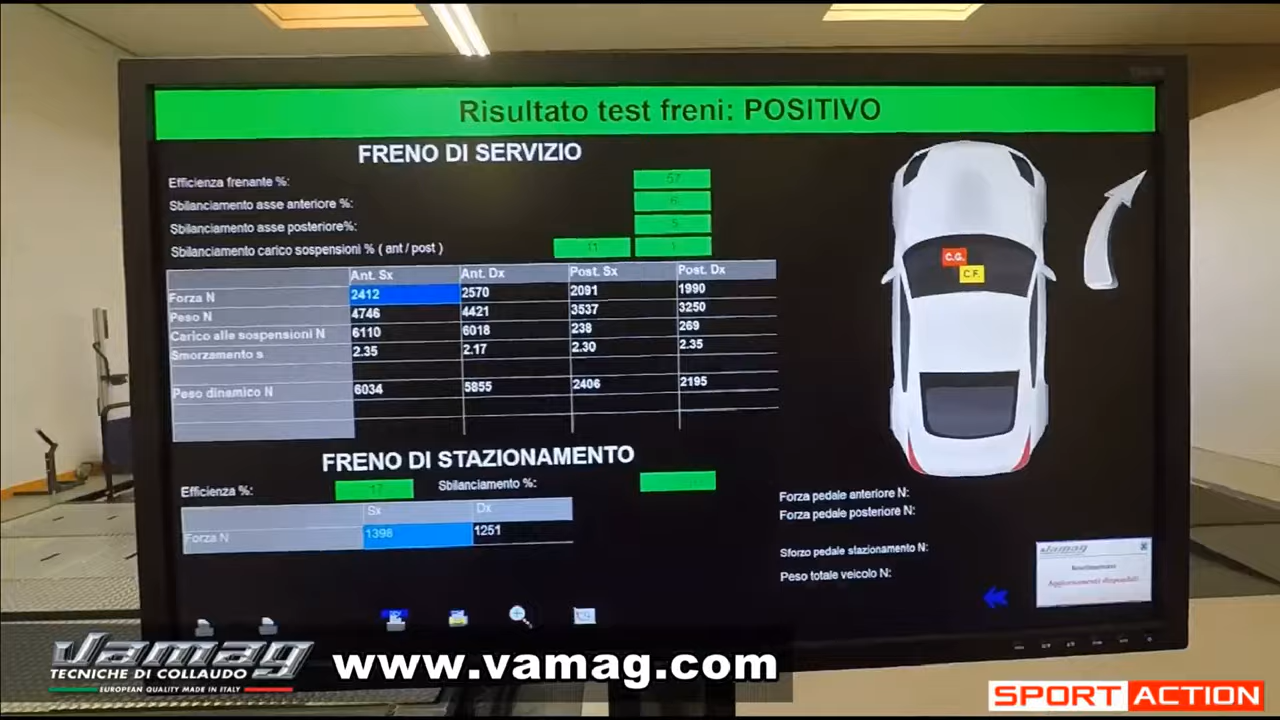 Risultato test freni: POSITIVO
FRENO DI SERVIZIO
Efficienza frenante %: 57
Sbilanciamento asse anteriore %: 6
Sbilanciamento asse posteriore%: 5
Sbilanciamento carico sospensioni % ( ant / post ) 11 1
Ant. Sx Ant. Dx Post. Sx Post. Dx
Forza N 2412 2570 2091 1990
Peso N 4746 4421 3537 3250
Carico alle sospensioni N 6110 6018 238 269
Smorzamento s 2.35 2.17 2.30 2.35
Peso dinamico N 6034 5855 2406 2195
C.G.
C.F.
FRENO DI STAZIONAMENTO
Efficienza %: 17 Sbilanciamento %:
Sx Dx
Forza N 1398 1251
Forza pedale anteriore N:
Forza pedale posteriore N:
Sforzo pedale stazionamento N:
Peso totale veicolo N:
vamag
Aggiornamenti disponibili
Vamag
TECNICHE DI COLLAUDO
EUROPEAN QUALITY MADE IN ITALY
www.vamag.com
SPORT ACTION